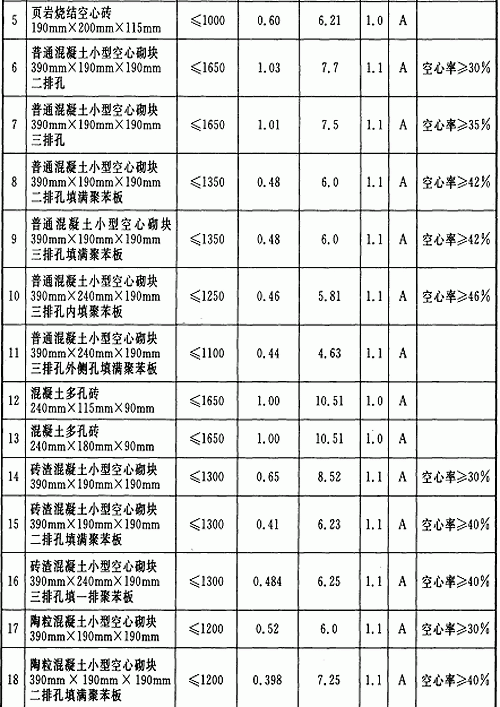 5 页岩烧结空心砖 ≤1000 0.60 6.21 1.0 A
190mm×200mm×115mm
6 普通混凝土小型空心砌块 ≤1650 1.03 7.7 1.1 A 空心率≥30%
390mm×190mm×190mm
二排孔
7 普通混凝土小型空心砌块 ≤1650 1.01 7.5 1.1 A 空心率≥35%
390mm×190mm×190mm
三排孔
8 普通混凝土小型空心砌块 ≤1350 0.48 6.0 1.1 A 空心率≥42%
390mm×190mm×190mm
二排孔填满聚苯板
9 普通混凝土小型空心砌块 ≤1350 0.48 6.0 1.1 A 空心率≥42%
390mm×190mm×190mm
三排孔填满聚苯板
10 普通混凝土小型空心砌块 ≤1250 0.46 5.81 1.1 A 空心率≥46%
390mm×240mm×190mm
三排孔内填聚苯板
11 普通混凝土小型空心砌块 ≤1100 0.44 4.63 1.1 A
390mm×240mm×190mm
三排孔外侧孔填满聚苯板
12 混凝土多孔砖 ≤1650 1.00 10.51 1.0 A
240mm×115mm×90mm
13 混凝土多孔砖 ≤1650 1.00 10.51 1.0 A
240mm×180mm×90mm
14 砖渣混凝土小型空心砌块 ≤1300 0.65 8.52 1.1 A 空心率≥30%
390mm×190mm×190mm
15 砖渣混凝土小型空心砌块 ≤1300 0.41 6.23 1.1 A 空心率≥40%
390mm×190mm×190mm
二排孔填满聚苯板
16 砖渣混凝土小型空心砌块 ≤1300 0.484 6.25 1.1 A 空心率≥40%
390mm×240mm×190mm
三排孔填一排聚苯板
17 陶粒混凝土小型空心砌块 ≤1200 0.52 6.0 1.1 A 空心率≥30%
390mm×190mm×190mm
18 陶粒混凝土小型空心砌块 ≤1200 0.398 7.25 1.1 A 空心率≥40%
390mm×190mm×190mm
二排孔填满聚苯板